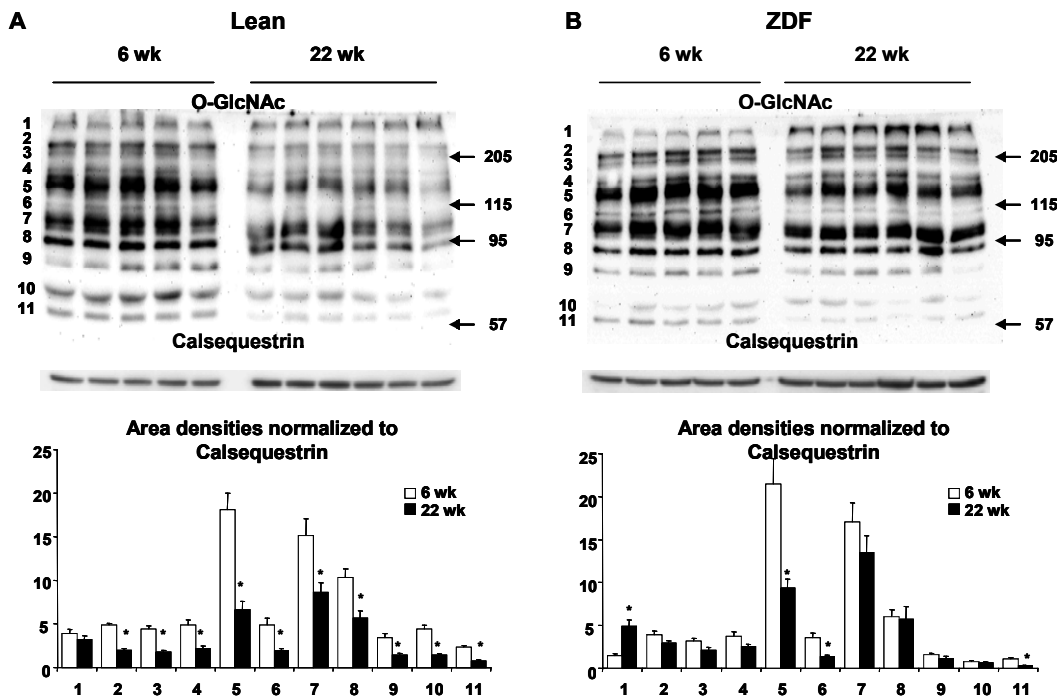 A Lean
6 wk 22 wk
O-GlcNAc
1
2
3
4
5
6
7
8
9
10
11
205
115
95
57
Calsequestrin
Area densities normalized to
Calsequestrin
25
20
15
10
5
0
6 wk
22 wk
* * * * * * * * * *
1 2 3 4 5 6 7 8 9 10 11
B ZDF
6 wk 22 wk
O-GlcNAc
1
2
3
4
5
6
7
8
9
10
11
205
115
95
57
Calsequestrin
Area densities normalized to
Calsequestrin
25
20
15
10
5
0
6 wk
22 wk
* * * *
1 2 3 4 5 6 7 8 9 10 11